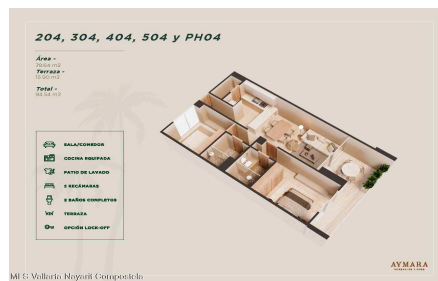 204, 304, 404, 504 y PH04
Área -
Terraza -
Total -
SALA/COMEDOR
COCINA EQUIPADA
PATIO DE LAVADO
2 RECÁMARAS
2 BAÑOS COMPLETOS
TERRAZA
OPCIÓN LOCK-OFF
AYMARA
MLS Vallarta Nayarit Compostela